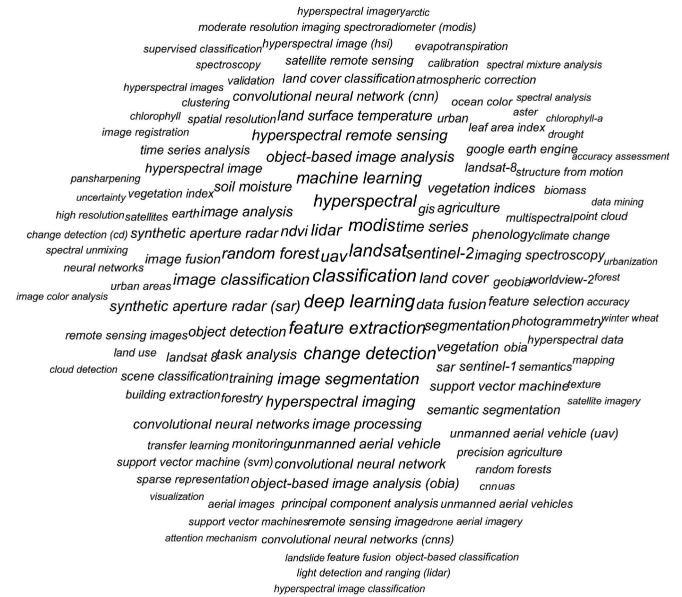 hyperspectral imagery arctic
moderate resolution imaging spectroradiometer (modis)
supervised classification hyperspectral image (hsi) evapotranspiration
spectroscopy satellite remote sensing calibration spectral mixture analysis
hyperspectral images validation land cover classification atmospheric correction
clustering convolutional neural network (cnn) ocean color spectral analysis
chlorophyll spatial resolution land surface temperature urban aster chlorophyll-a
image registration hyperspectral remote sensing leaf area index drought
time series analysis object-based image analysis google earth engine accuracy assessment
hyperspectral image machine learning landsat-8 structure from motion
pansharpening soil moisture vegetation indices biomass
uncertainty vegetation index hyperspectral gis agriculture data mining
high resolution satellites earth image analysis multispectral point cloud
change detection (cd) synthetic aperture radar ndvi lidar modis time series phenology climate change
spectral unmixing image fusion random forest uav landsat sentinel-2 imaging spectroscopy urbanization
neural networks image classification classification land cover geobia worldview-2 forest
urban areas
image color analysis synthetic aperture radar (sar) deep learning data fusion feature selection accuracy
remote sensing images object detection feature extraction segmentation photogrammetry winter wheat
land use landsat 8 task analysis change detection vegetation obia hyperspectral data
cloud detection scene classification training image segmentation sar sentinel-1 semantics mapping
building extraction forestry hyperspectral imaging support vector machine texture
semantic segmentation satellite imagery
convolutional neural networks image processing
transfer learning monitoring unmanned aerial vehicle unmanned aerial vehicle (uav)
support vector machine (svm) convolutional neural network precision agriculture
sparse representation object-based image analysis (obia) random forests
visualization cnn uas
aerial images principal component analysis unmanned aerial vehicles
support vector machines remote sensing image drone aerial imagery
attention mechanism convolutional neural networks (cnns)
landslide feature fusion object-based classification
light detection and ranging (lidar)
hyperspectral image classification